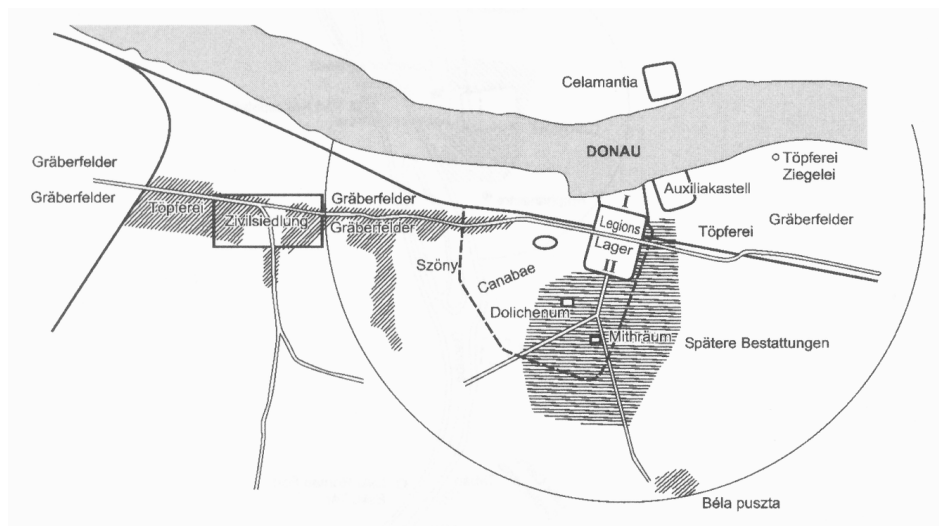 Celamantia
DONAU
Töpferei
Ziegelei
Gräberfelder
Gräberfelder
Töpferei
Zivilsiedlung
Gräberfelder
Gräberfelder
Auxiliakastell
I
Legions
Lager
II
Töpferei
Gräberfelder
Szöny
Canabae
Dolichenum
Mithräum
Spätere Bestattungen
Béla puszta